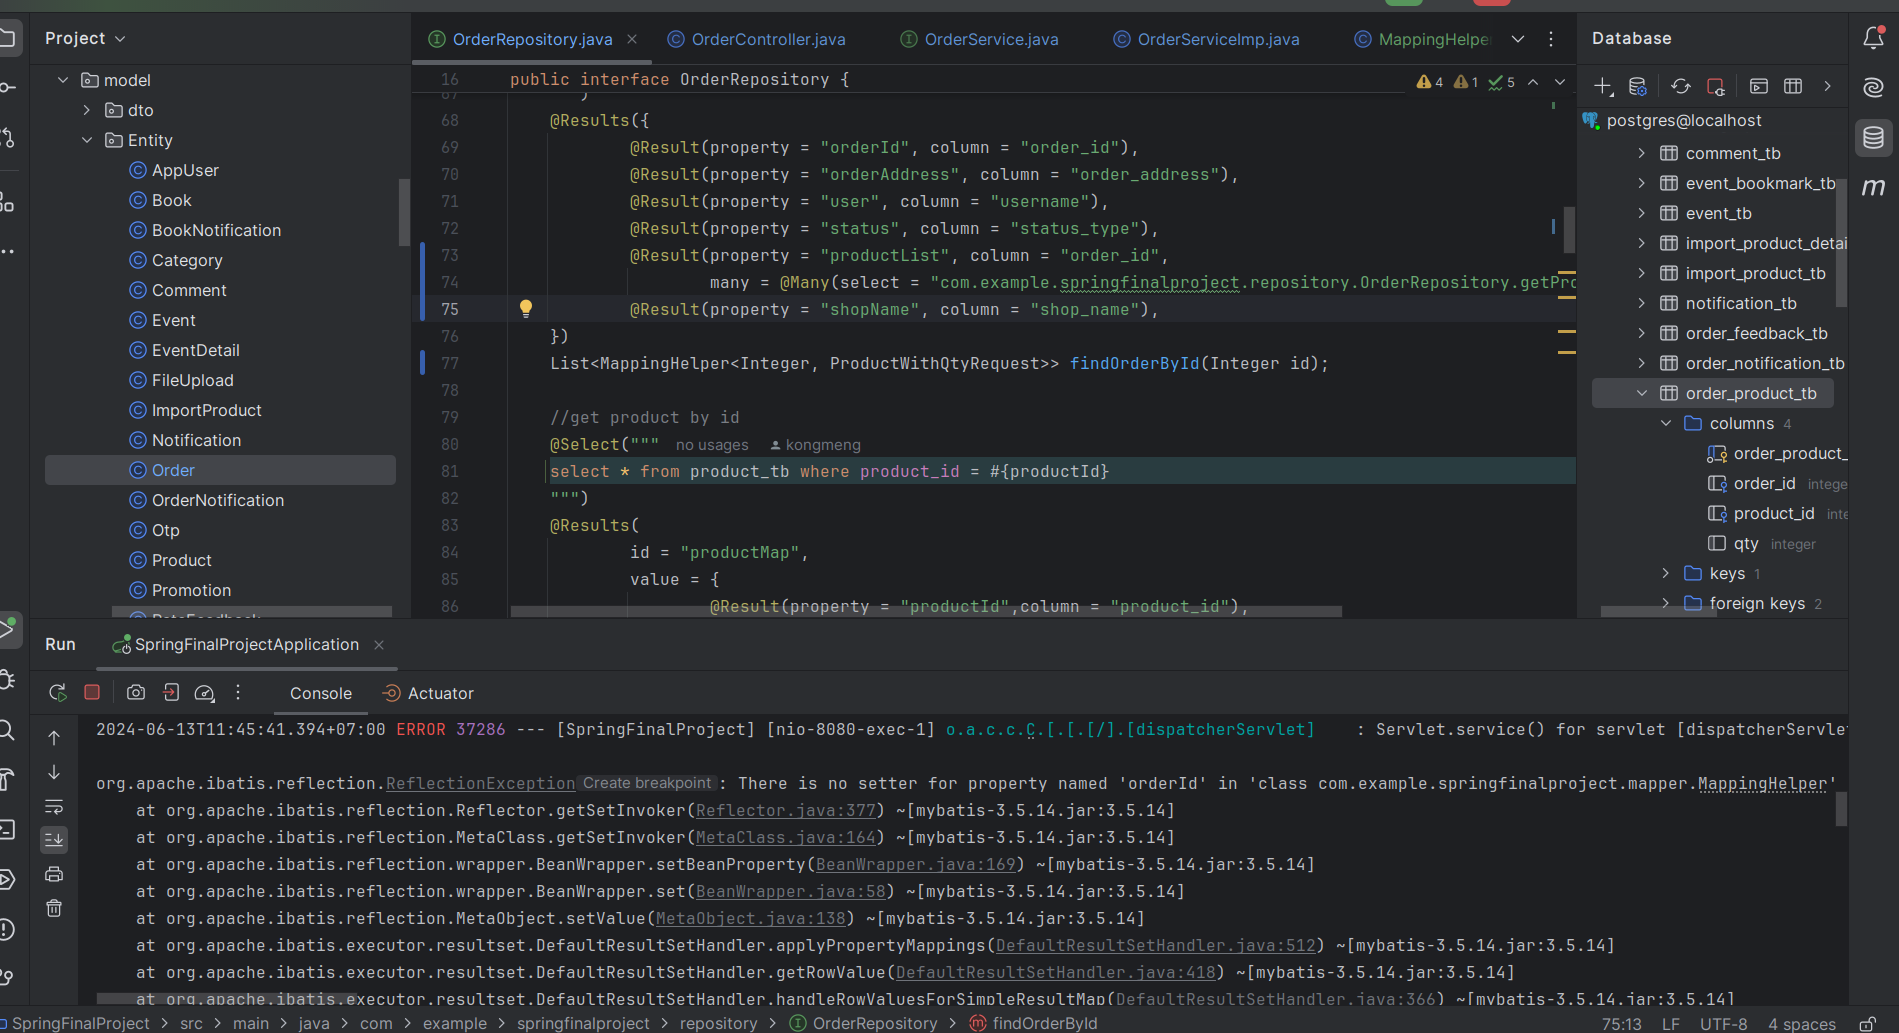 Project
model
dto
Entity
AppUser
Book
BookNotification
Category
Comment
Event
EventDetail
FileUpload
ImportProduct
Notification
Order
OrderNotification
Otp
Product
Promotion
OrderRepository.java
OrderController.java
OrderService.java
OrderServiceImp.java
MappingHelpe
16 public interface OrderRepository {
4 1 5
67 )
68 @Results({
69 @Result(property = "orderId", column = "order_id"),
70 @Result(property = "orderAddress", column = "order_address"),
71 @Result(property = "user", column = "username"),
72 @Result(property = "status", column = "status_type"),
73 @Result(property = "productList", column = "order_id",
74 many = @Many(select = "com.example.springfinalproject.repository.OrderRepository.getPro
75 @Result(property = "shopName", column = "shop_name"),
76 })
77 List<MappingHelper<Integer, ProductWithQtyRequest>> findOrderById(Integer id);
78
79 //get product by id
80 @Select(""" no usages kongmeng
81 select * from product_tb where product_id = #{productId}
82 """)
83 @Results(
84 id = "productMap",
85 value = {
86 @Result(property = "productId",column = "product_id"),
Database
postgres@localhost
comment_tb
event_bookmark_tb
event_tb
import_product_detai
import_product_tb
notification_tb
order_feedback_tb
order_notification_tb
order_product_tb
columns 4
order_product_
order_id intege
product_id inte
qty integer
keys 1
foreign keys 2
m
Run
SpringFinalProjectApplication
Console
Actuator
2024-06-13T11:45:41.394+07:00 ERROR 37286 --- [SpringFinalProject] [nio-8080-exec-1] o.a.c.c.C.[.[.[/].[dispatcherServlet] : Servlet.service() for servlet [dispatcherServle
org.apache.ibatis.reflection.ReflectionException Create breakpoint : There is no setter for property named 'orderId' in 'class com.example.springfinalproject.mapper.MappingHelper'
at org.apache.ibatis.reflection.Reflector.getSetInvoker(Reflector.java:377) ~[mybatis-3.5.14.jar:3.5.14]
at org.apache.ibatis.reflection.MetaClass.getSetInvoker(MetaClass.java:164) ~[mybatis-3.5.14.jar:3.5.14]
at org.apache.ibatis.reflection.wrapper.BeanWrapper.setBeanProperty(BeanWrapper.java:169) ~[mybatis-3.5.14.jar:3.5.14]
at org.apache.ibatis.reflection.wrapper.BeanWrapper.set(BeanWrapper.java:58) ~[mybatis-3.5.14.jar:3.5.14]
at org.apache.ibatis.reflection.MetaObject.setValue(MetaObject.java:138) ~[mybatis-3.5.14.jar:3.5.14]
at org.apache.ibatis.executor.resultset.DefaultResultSetHandler.applyPropertyMappings(DefaultResultSetHandler.java:512) ~[mybatis-3.5.14.jar:3.5.14]
at org.apache.ibatis.executor.resultset.DefaultResultSetHandler.getRowValue(DefaultResultSetHandler.java:418) ~[mybatis-3.5.14.jar:3.5.14]
at org.apache.ibatis.executor.resultset.DefaultResultSetHandler.handleRowValuesForSimpleResultMap(DefaultResultSetHandler.java:366) ~[mybatis-3.5.14.jar:3.5.14]
SpringFinalProject > src > main > java > com > example > springfinalproject > repository > OrderRepository > findOrderById
75:13 LF UTF-8 4 spaces